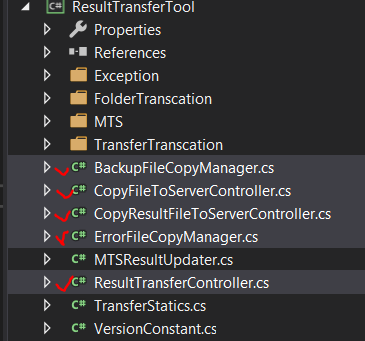 ResultTransferTool
Properties
References
Exception
FolderTranscation
MTS
TransferTranscation
C# BackupFileCopyManager.cs
C# CopyFileToServerController.cs
C# CopyResultFileToServerController.cs
C# ErrorFileCopyManager.cs
C# MTSResultUpdater.cs
C# ResultTransferController.cs
C# TransferStatics.cs
C# VersionConstant.cs